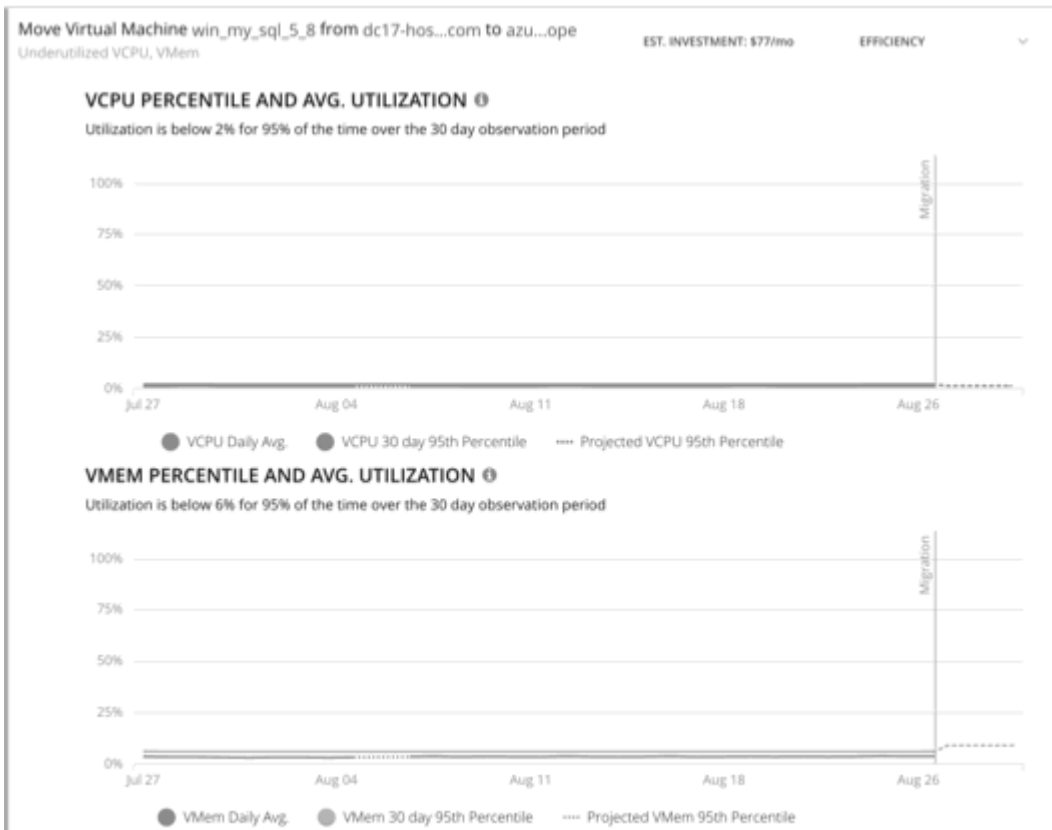 Move Virtual Machine win_my_sql_5_8 from dc17-hos...com to azu...ope
EST. INVESTMENT: $77/mo
EFFICIENCY
Underutilized VCPU, VMem
VCPU PERCENTILE AND AVG. UTILIZATION
Utilization is below 2% for 95% of the time over the 30 day observation period
100%
75%
50%
25%
0%
Migration
Jul 27 Aug 04 Aug 11 Aug 18 Aug 26
VCPU Daily Avg. VCPU 30 day 95th Percentile Projected VCPU 95th Percentile
VMEM PERCENTILE AND AVG. UTILIZATION
Utilization is below 6% for 95% of the time over the 30 day observation period
100%
75%
50%
25%
0%
Migration
Jul 27 Aug 04 Aug 11 Aug 18 Aug 26
VMem Daily Avg. VMem 30 day 95th Percentile Projected VMem 95th Percentile